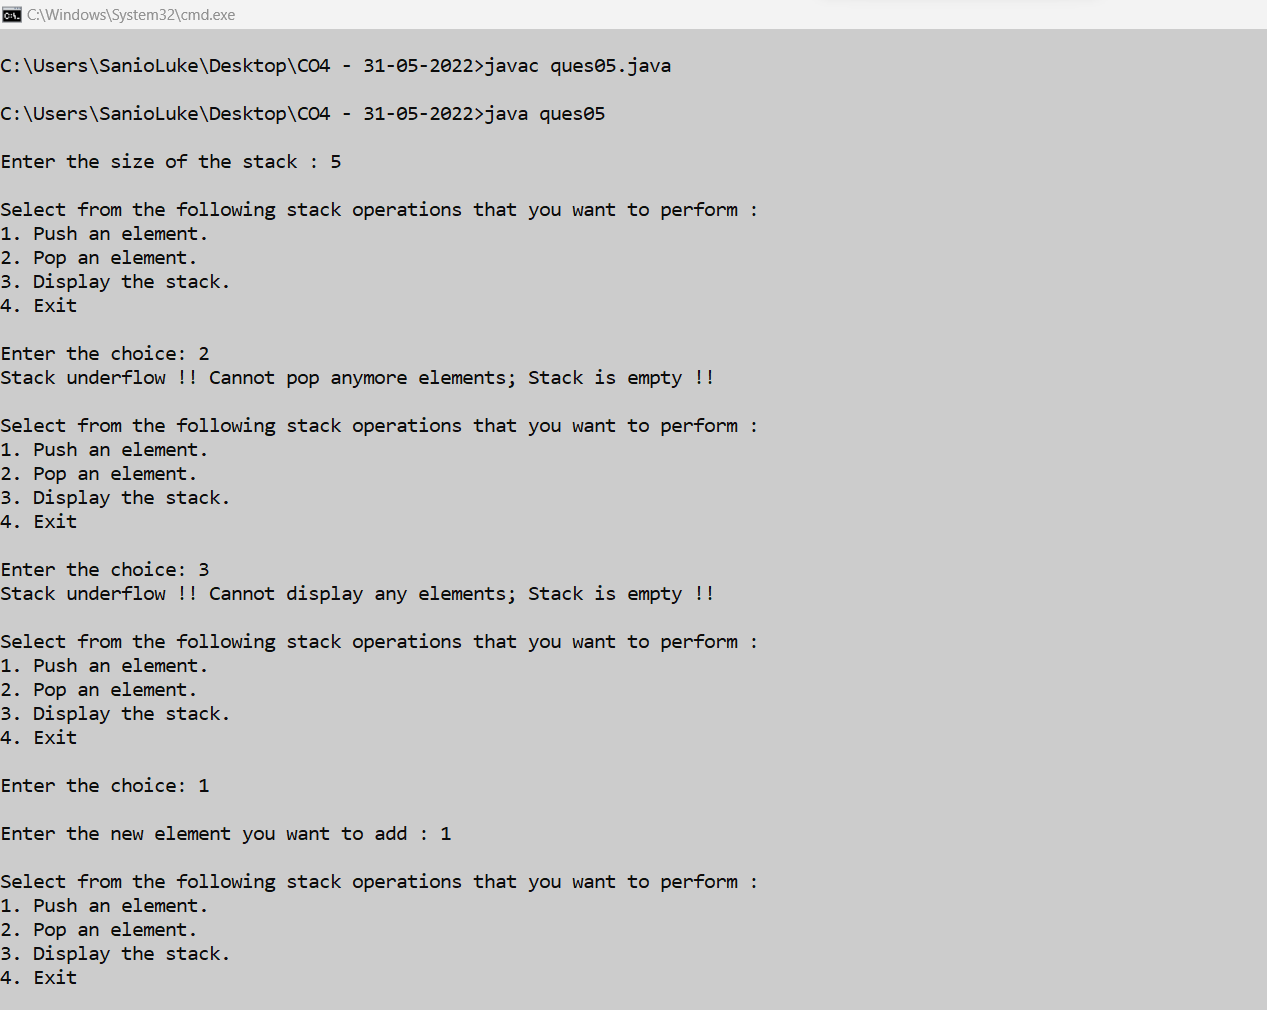 C:\Windows\System32\cmd.exe
C:\Users\SanioLuke\Desktop\CO4 - 31-05-2022>javac ques05.java
C:\Users\SanioLuke\Desktop\CO4 - 31-05-2022>java ques05
Enter the size of the stack : 5
Select from the following stack operations that you want to perform :
1. Push an element.
2. Pop an element.
3. Display the stack.
4. Exit
Enter the choice: 2
Stack underflow !! Cannot pop anymore elements; Stack is empty !!
Select from the following stack operations that you want to perform :
1. Push an element.
2. Pop an element.
3. Display the stack.
4. Exit
Enter the choice: 3
Stack underflow !! Cannot display any elements; Stack is empty !!
Select from the following stack operations that you want to perform :
1. Push an element.
2. Pop an element.
3. Display the stack.
4. Exit
Enter the choice: 1
Enter the new element you want to add : 1
Select from the following stack operations that you want to perform :
1. Push an element.
2. Pop an element.
3. Display the stack.
4. Exit